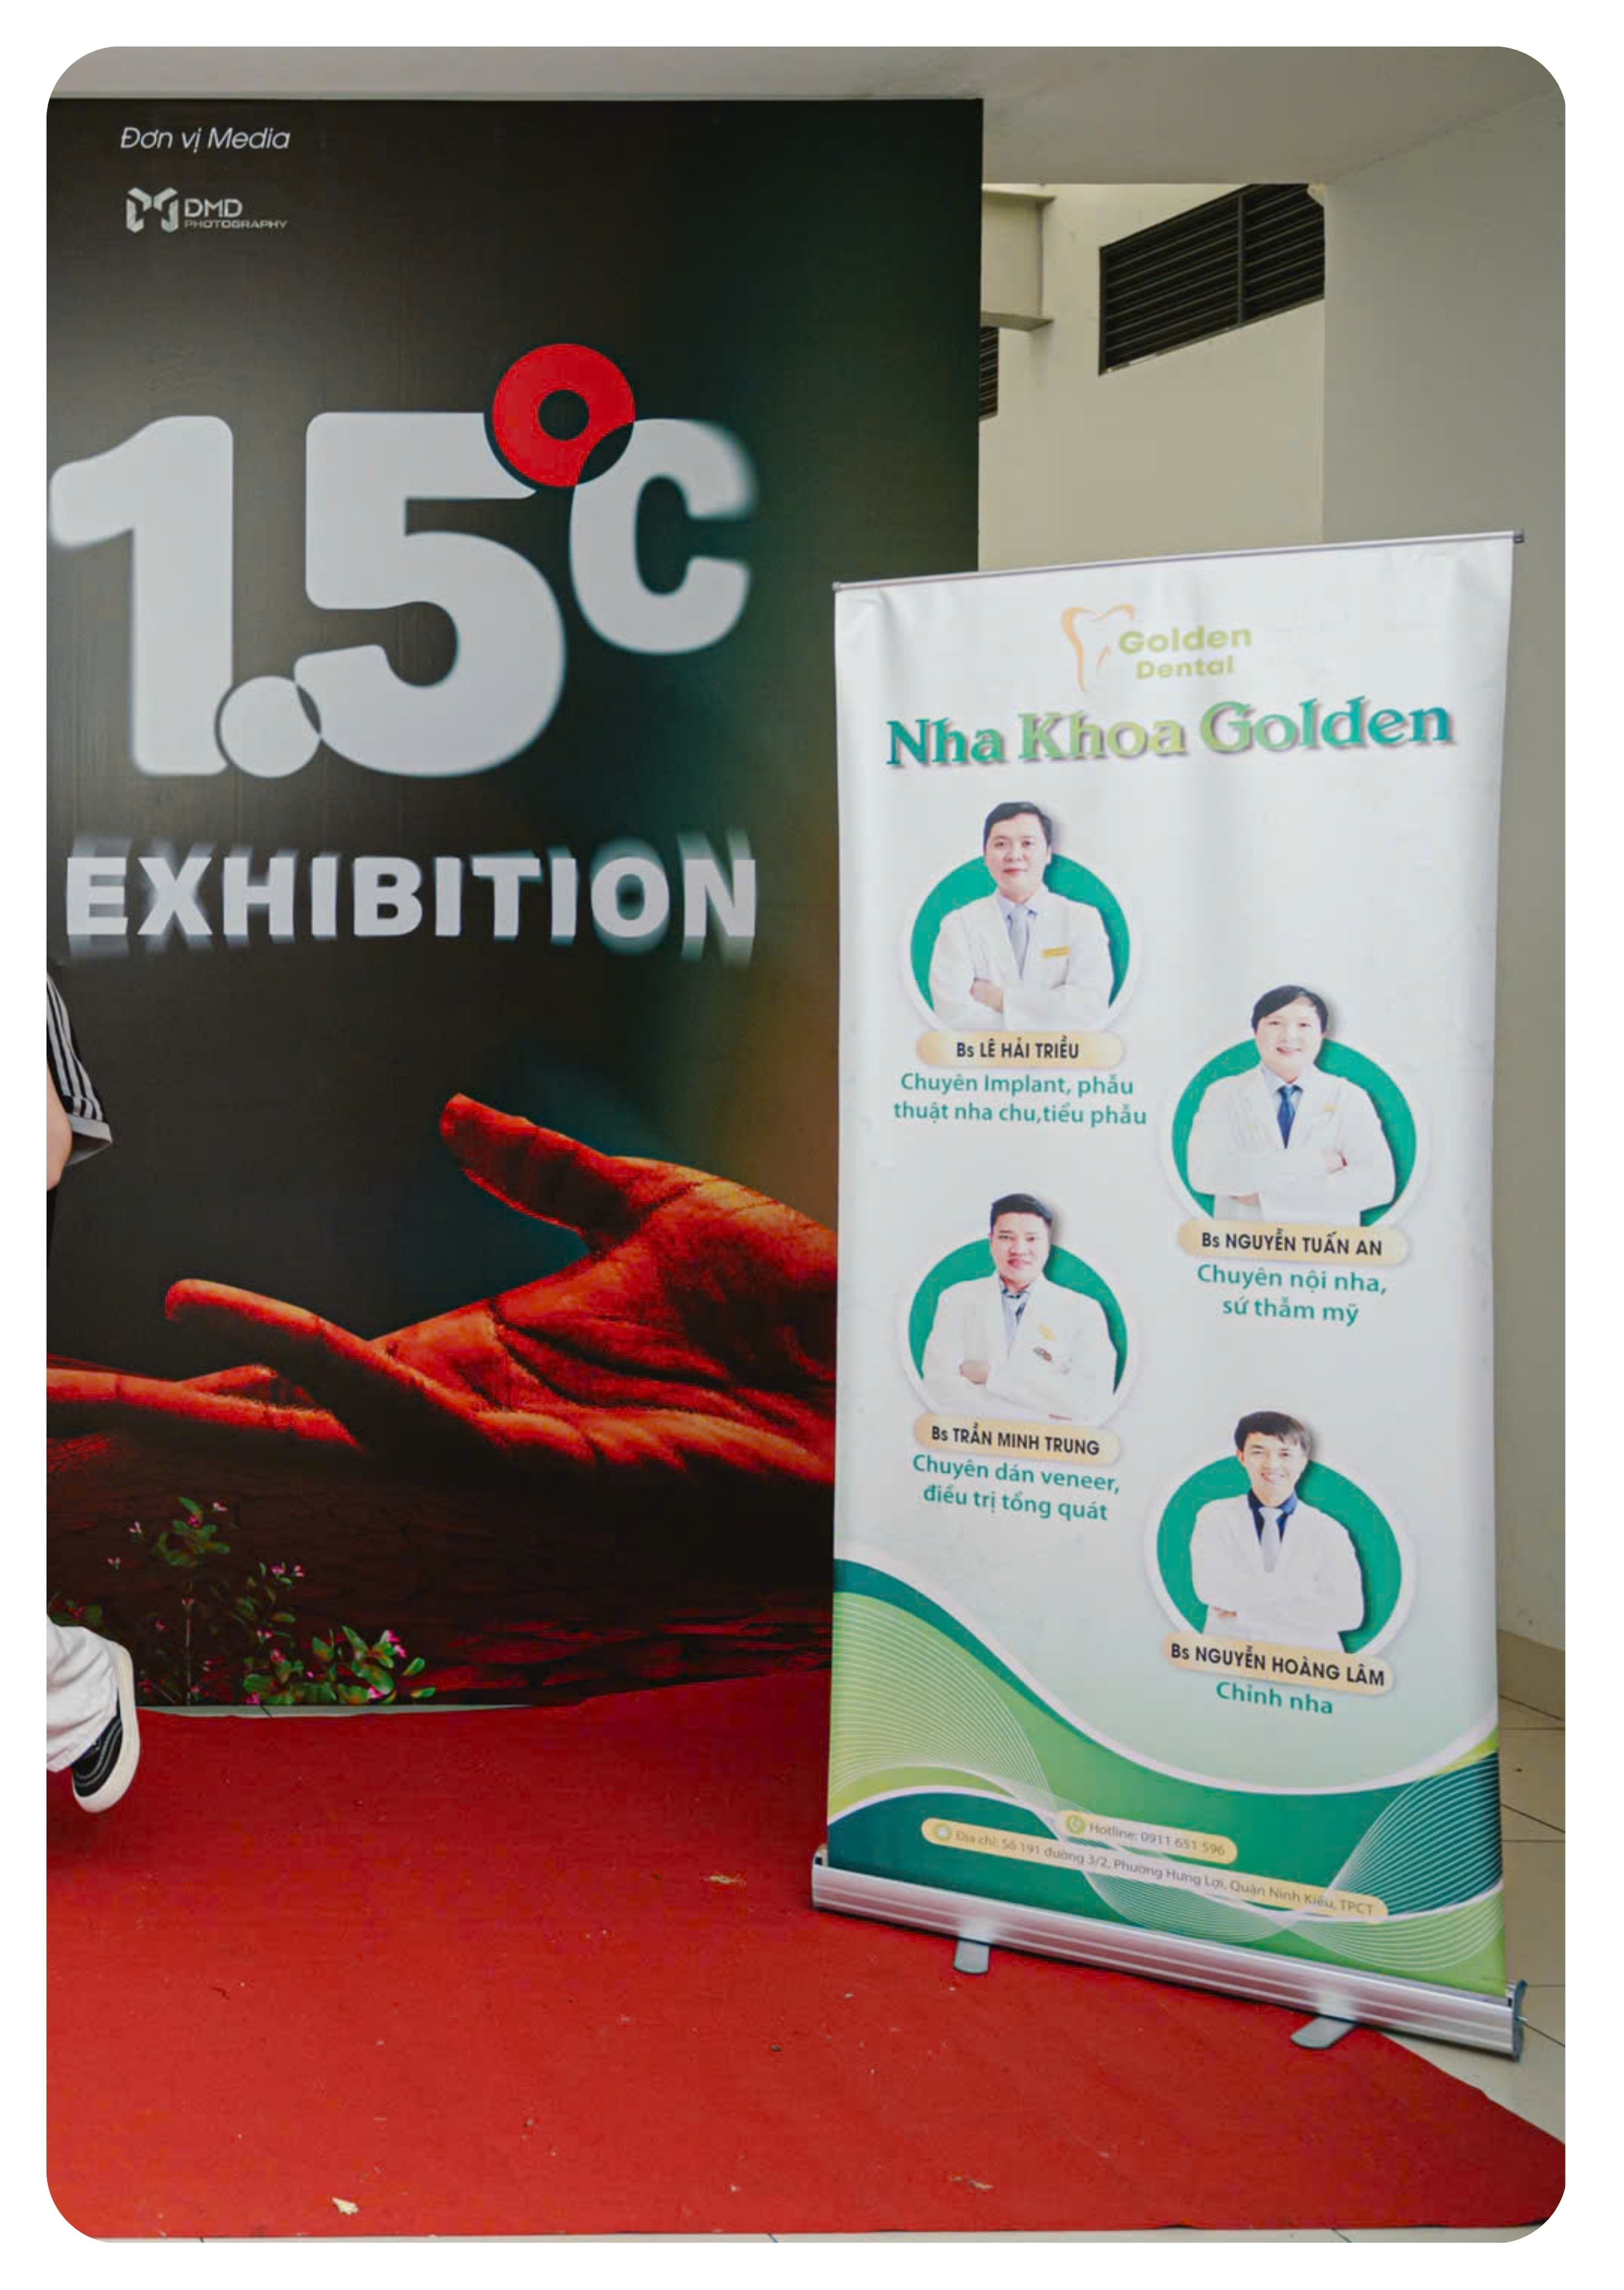 Đơn vị Media
DMD
PHOTOGRAPHY
1.5°C
EXHIBITION
Golden
Dental
Nha Khoa Golden
Bs LÊ HẢI TRIỀU
Chuyên Implant, phẫu
thuật nha chu,tiểu phẫu
Bs NGUYỄN TUẤN AN
Chuyên nội nha,
sứ thẩm mỹ
Bs TRẦN MINH TRUNG
Chuyên dán veneer,
điều trị tổng quát
Bs NGUYỄN HOÀNG LÂM
Chỉnh nha
Hotline: 0911 651 596
Địa chỉ: Số 191 đường 3/2, Phường Hưng Lợi, Quận Ninh Kiều, TPCT